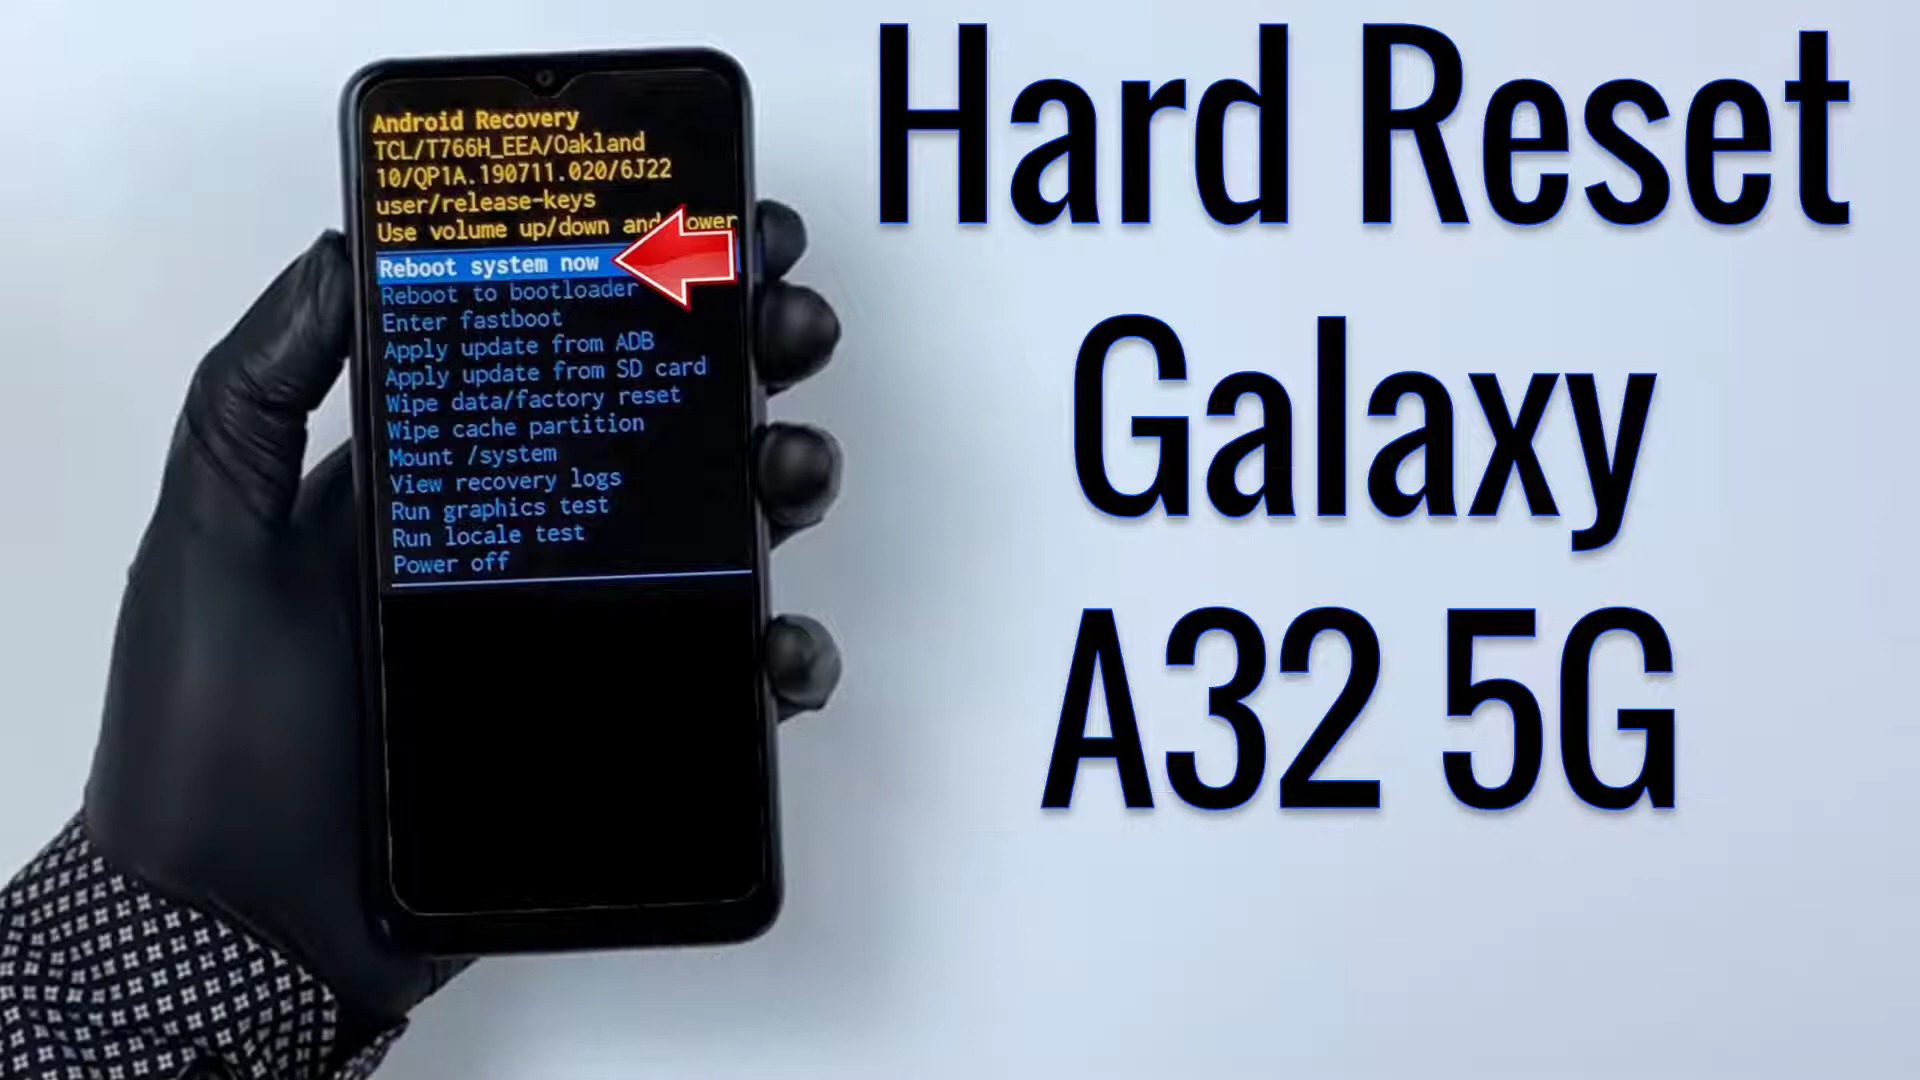 Android Recovery
TCL/T766H_EEA/Oakland
10/QP1A.190711.020/6J22
user/release-keys
Use volume up/down and ower
Reboot system now
Reboot to bootloader
Enter fastboot
Apply update from ADB
Apply update from SD card
Wipe data/factory reset
Wipe cache partition
Mount /system
View recovery logs
Run graphics test
Run locale test
Power off
Hard Reset
Galaxy
A32 5G